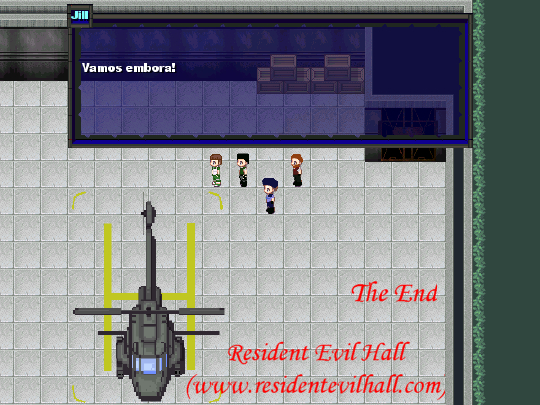 Jill
Vamos embora!
The End
Resident Evil Hall
(www.residentevilhall.com)